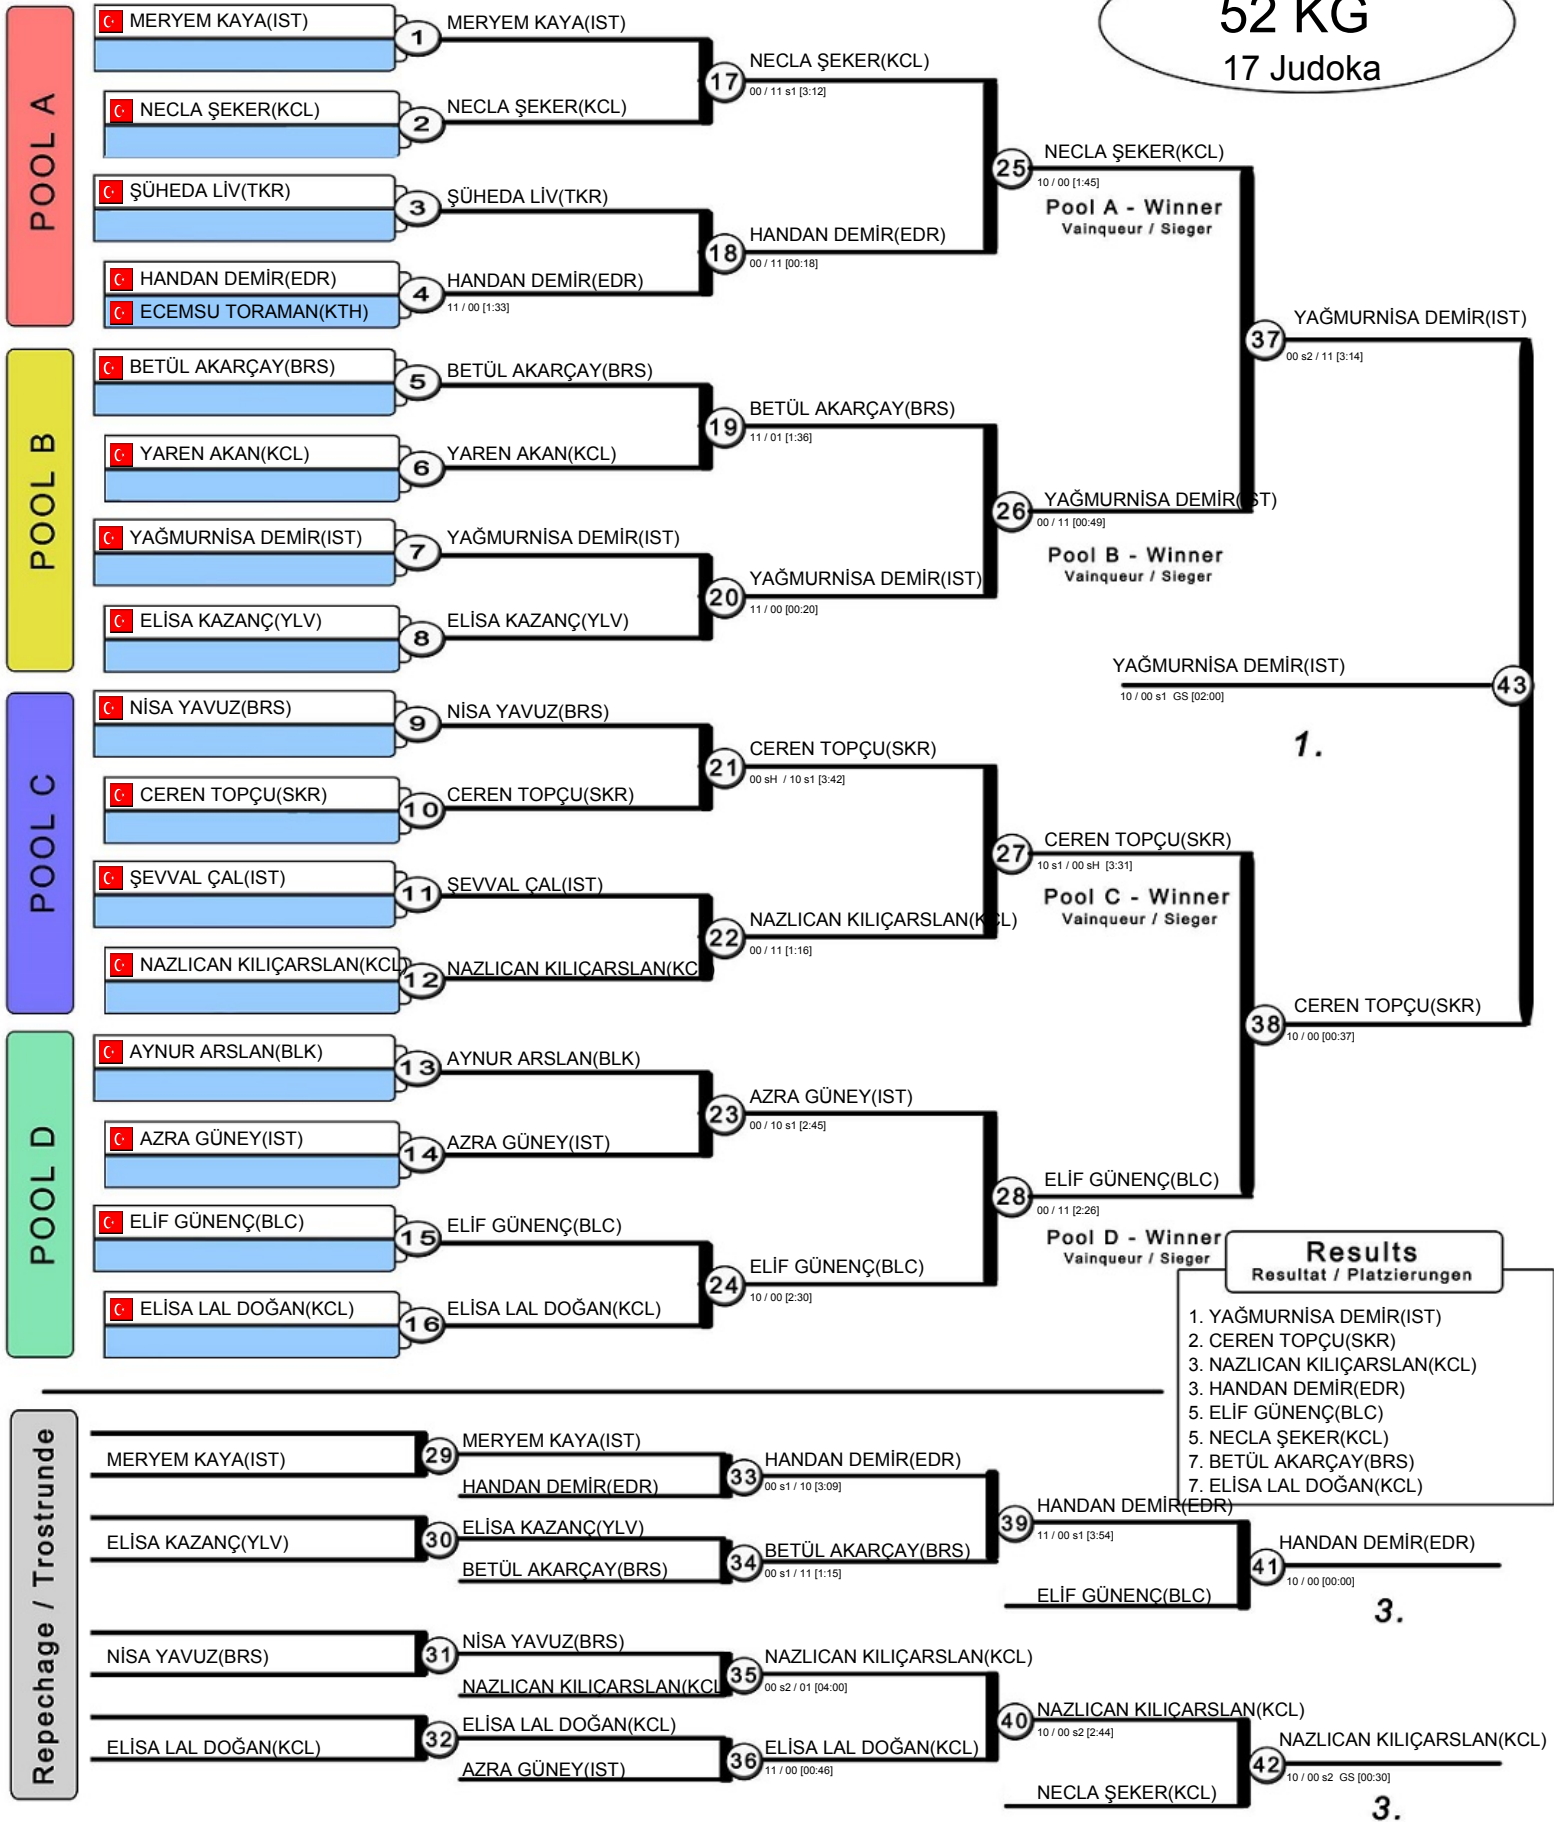 52 KG
17 Judoka
POOL A
MERYEM KAYA(IST)
1
MERYEM KAYA(IST)
NECLA ŞEKER(KCL)
2
NECLA ŞEKER(KCL)
17
NECLA ŞEKER(KCL)
00 / 11 s1 [3:12]
ŞÜHEDA LİV(TKR)
3
ŞÜHEDA LİV(TKR)
HANDAN DEMİR(EDR)
ECEMSU TORAMAN(KTH)
4
HANDAN DEMİR(EDR)
11 / 00 [1:33]
18
HANDAN DEMİR(EDR)
00 / 11 [00:18]
25
NECLA ŞEKER(KCL)
10 / 00 [1:45]
Pool A - Winner
Vainqueur / Sieger
POOL B
BETÜL AKARÇAY(BRS)
5
BETÜL AKARÇAY(BRS)
YAREN AKAN(KCL)
6
YAREN AKAN(KCL)
19
BETÜL AKARÇAY(BRS)
11 / 01 [1:36]
YAĞMURNİSA DEMİR(IST)
7
YAĞMURNİSA DEMİR(IST)
ELİSA KAZANÇ(YLV)
8
ELİSA KAZANÇ(YLV)
20
YAĞMURNİSA DEMİR(IST)
11 / 00 [00:20]
26
YAĞMURNİSA DEMİR(IST)
00 / 11 [00:49]
Pool B - Winner
Vainqueur / Sieger
37
YAĞMURNİSA DEMİR(IST)
00 s2 / 11 [3:14]
YAĞMURNİSA DEMİR(IST)
43
10 / 00 s1 GS [02:00]
1.
POOL C
NİSA YAVUZ(BRS)
9
NİSA YAVUZ(BRS)
CEREN TOPÇU(SKR)
10
CEREN TOPÇU(SKR)
21
CEREN TOPÇU(SKR)
00 sH / 10 s1 [3:42]
ŞEVVAL ÇAL(IST)
11
ŞEVVAL ÇAL(IST)
NAZLICAN KILIÇARSLAN(KCL)
12
NAZLICAN KILIÇARSLAN(KC
22
NAZLICAN KILIÇARSLAN(KCL)
00 / 11 [1:16]
27
CEREN TOPÇU(SKR)
10 s1 / 00 sH [3:31]
Pool C - Winner
Vainqueur / Sieger
38
CEREN TOPÇU(SKR)
10 / 00 [00:37]
POOL D
AYNUR ARSLAN(BLK)
13
AYNUR ARSLAN(BLK)
AZRA GÜNEY(IST)
14
AZRA GÜNEY(IST)
23
AZRA GÜNEY(IST)
00 / 10 s1 [2:45]
ELİF GÜNENÇ(BLC)
15
ELİF GÜNENÇ(BLC)
ELİSA LAL DOĞAN(KCL)
16
ELİSA LAL DOĞAN(KCL)
24
ELİF GÜNENÇ(BLC)
10 / 00 [2:30]
28
ELİF GÜNENÇ(BLC)
00 / 11 [2:26]
Pool D - Winner
Vainqueur / Sieger
Results
Resultat / Platzierungen
1. YAĞMURNİSA DEMİR(IST)
2. CEREN TOPÇU(SKR)
3. NAZLICAN KILIÇARSLAN(KCL)
3. HANDAN DEMİR(EDR)
5. ELİF GÜNENÇ(BLC)
5. NECLA ŞEKER(KCL)
7. BETÜL AKARÇAY(BRS)
7. ELİSA LAL DOĞAN(KCL)
Repechage / Trostrunde
MERYEM KAYA(IST)
29
MERYEM KAYA(IST)
HANDAN DEMİR(EDR)
33
HANDAN DEMİR(EDR)
00 s1 / 10 [3:09]
ELİSA KAZANÇ(YLV)
30
ELİSA KAZANÇ(YLV)
BETÜL AKARÇAY(BRS)
34
BETÜL AKARÇAY(BRS)
00 s1 / 11 [1:15]
39
HANDAN DEMİR(EDR)
11 / 00 s1 [3:54]
ELİF GÜNENÇ(BLC)
41
HANDAN DEMİR(EDR)
10 / 00 [00:00]
3.
NİSA YAVUZ(BRS)
31
NİSA YAVUZ(BRS)
NAZLICAN KILIÇARSLAN(KCL
35
NAZLICAN KILIÇARSLAN(KCL)
00 s2 / 01 [04:00]
ELİSA LAL DOĞAN(KCL)
32
ELİSA LAL DOĞAN(KCL)
AZRA GÜNEY(IST)
36
ELİSA LAL DOĞAN(KCL)
11 / 00 [00:46]
40
NAZLICAN KILIÇARSLAN(KCL)
10 / 00 s2 [2:44]
NECLA ŞEKER(KCL)
42
NAZLICAN KILIÇARSLAN(KCL)
10 / 00 s2 GS [00:30]
3.